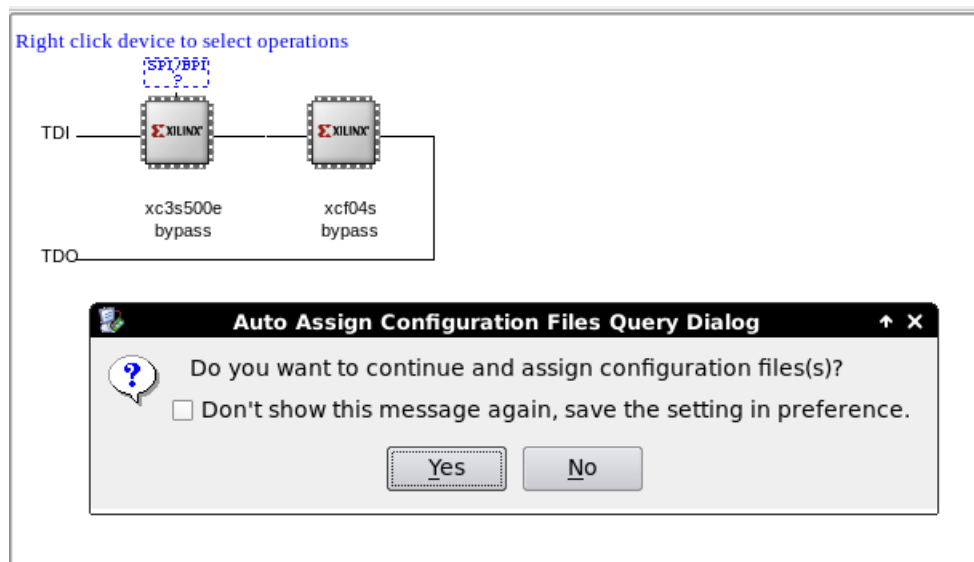 Right click device to select operations
SPI/BPI
?
TDI
XILINX
XILINX
xc3s500e
bypass
xcf04s
bypass
TDO
Auto Assign Configuration Files Query Dialog
Do you want to continue and assign configuration files(s)?
Don't show this message again, save the setting in preference.
Yes
No